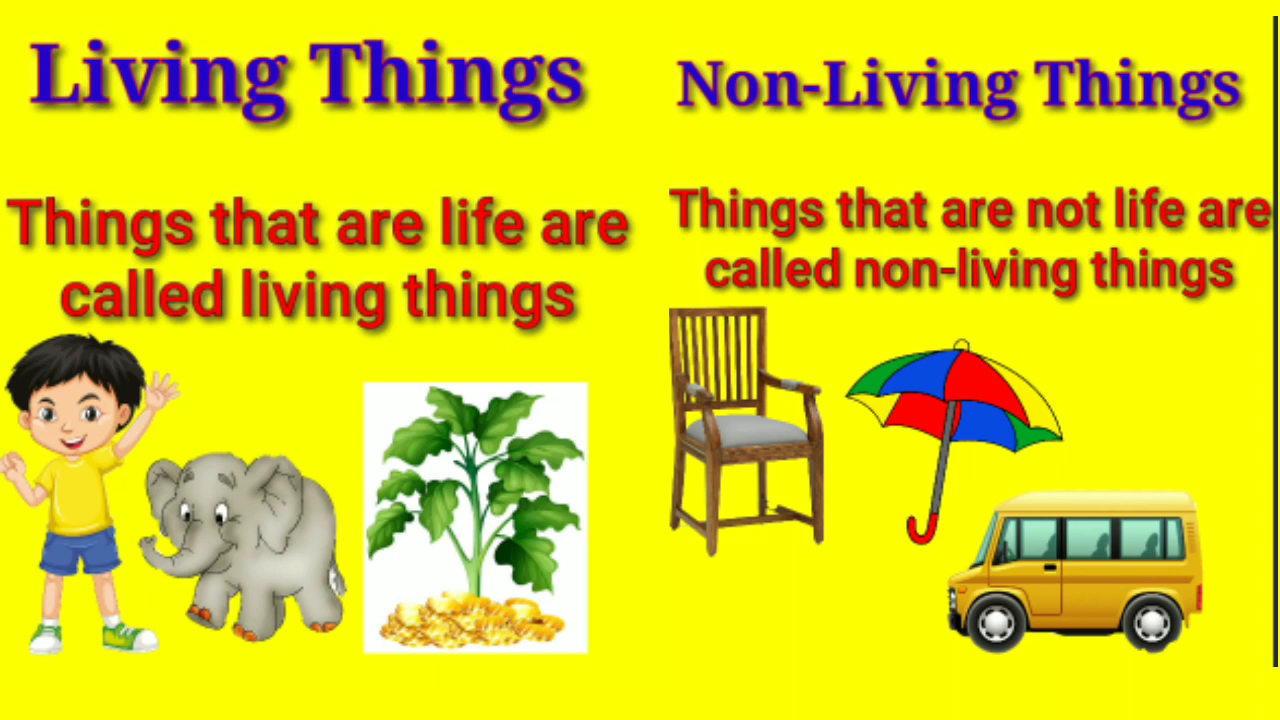 Living Things
Things that are life are
called living things
Non-Living Things
Things that are not life are
called non-living things